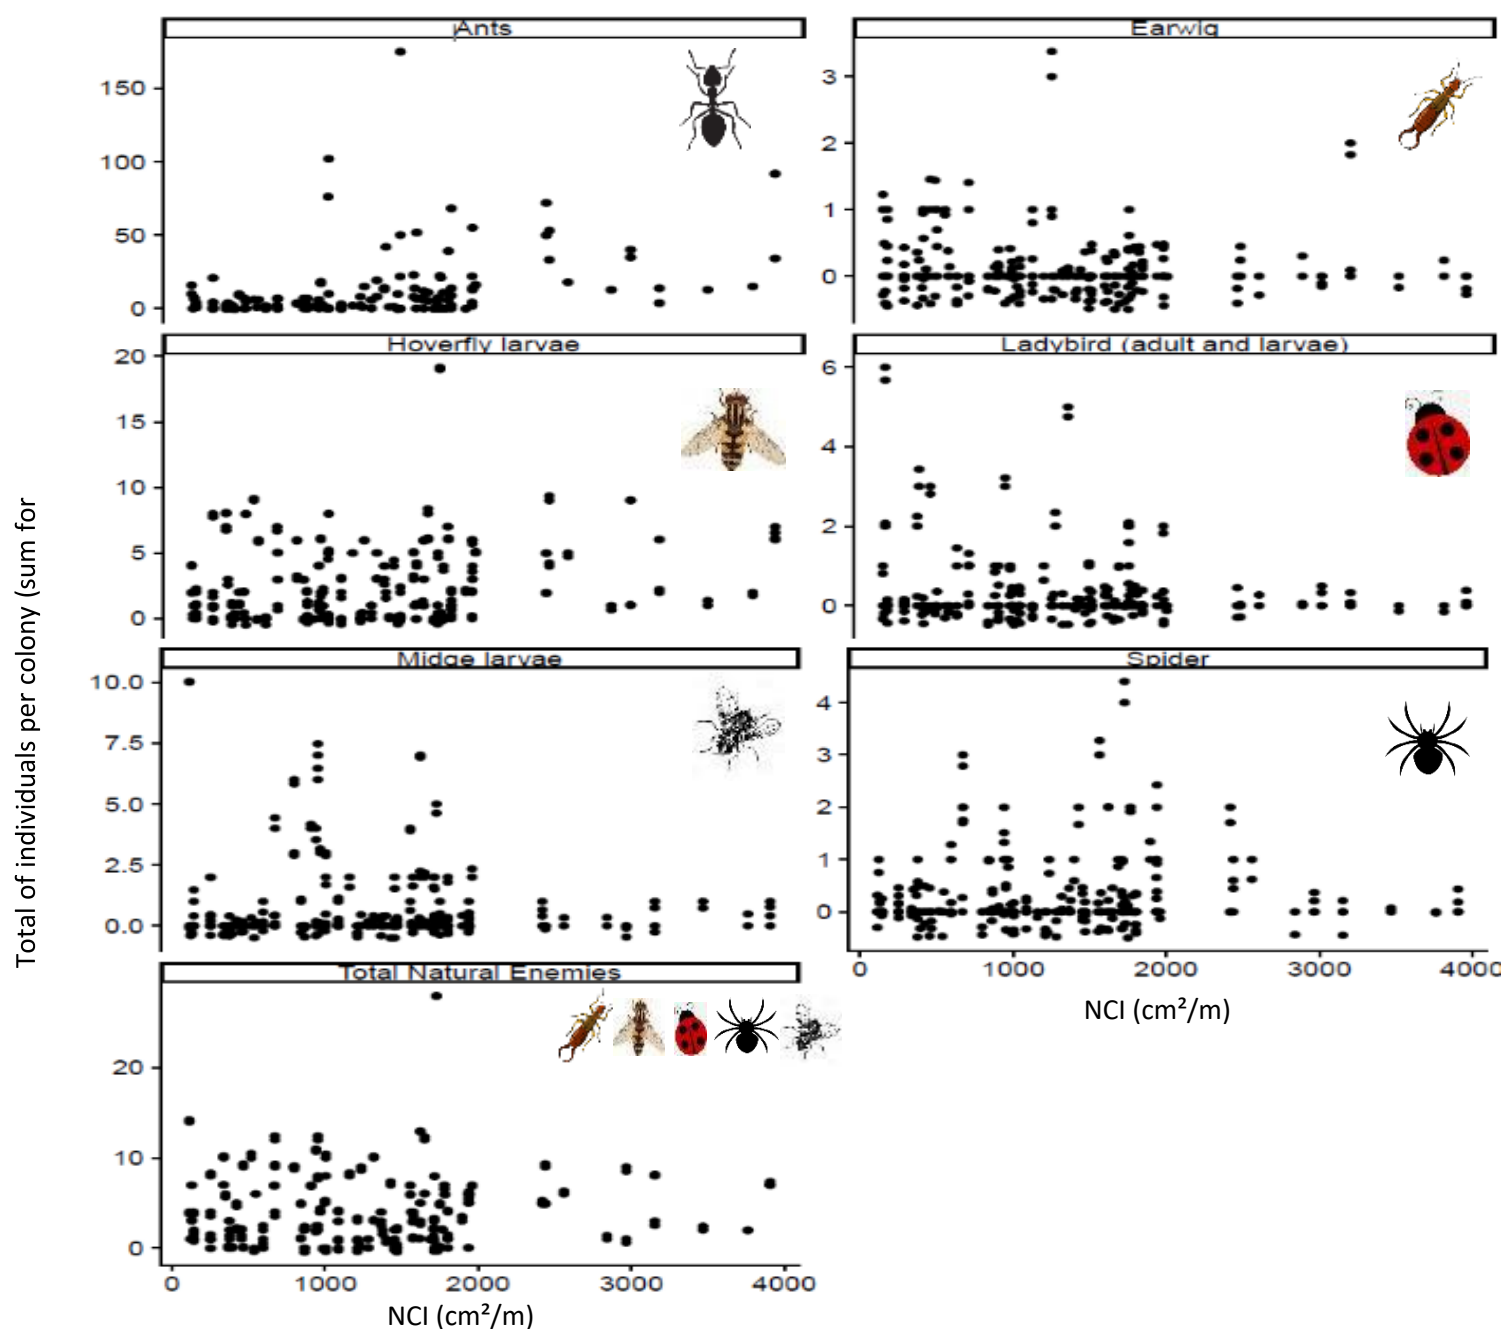 Ants
Earwig
150
100
50
0
3
2
1
0
Hoverfly larvae
Ladybird (adult and larvae)
20
15
10
5
0
6
4
2
0
Total of individuals per colony (sum for
Midge larvae
Spider
10.0
7.5
5.0
2.5
0.0
4
3
2
1
0
0 1000 2000 3000 4000
NCI (cm²/m)
Total Natural Enemies
20
10
0
0 1000 2000 3000 4000
NCI (cm²/m)